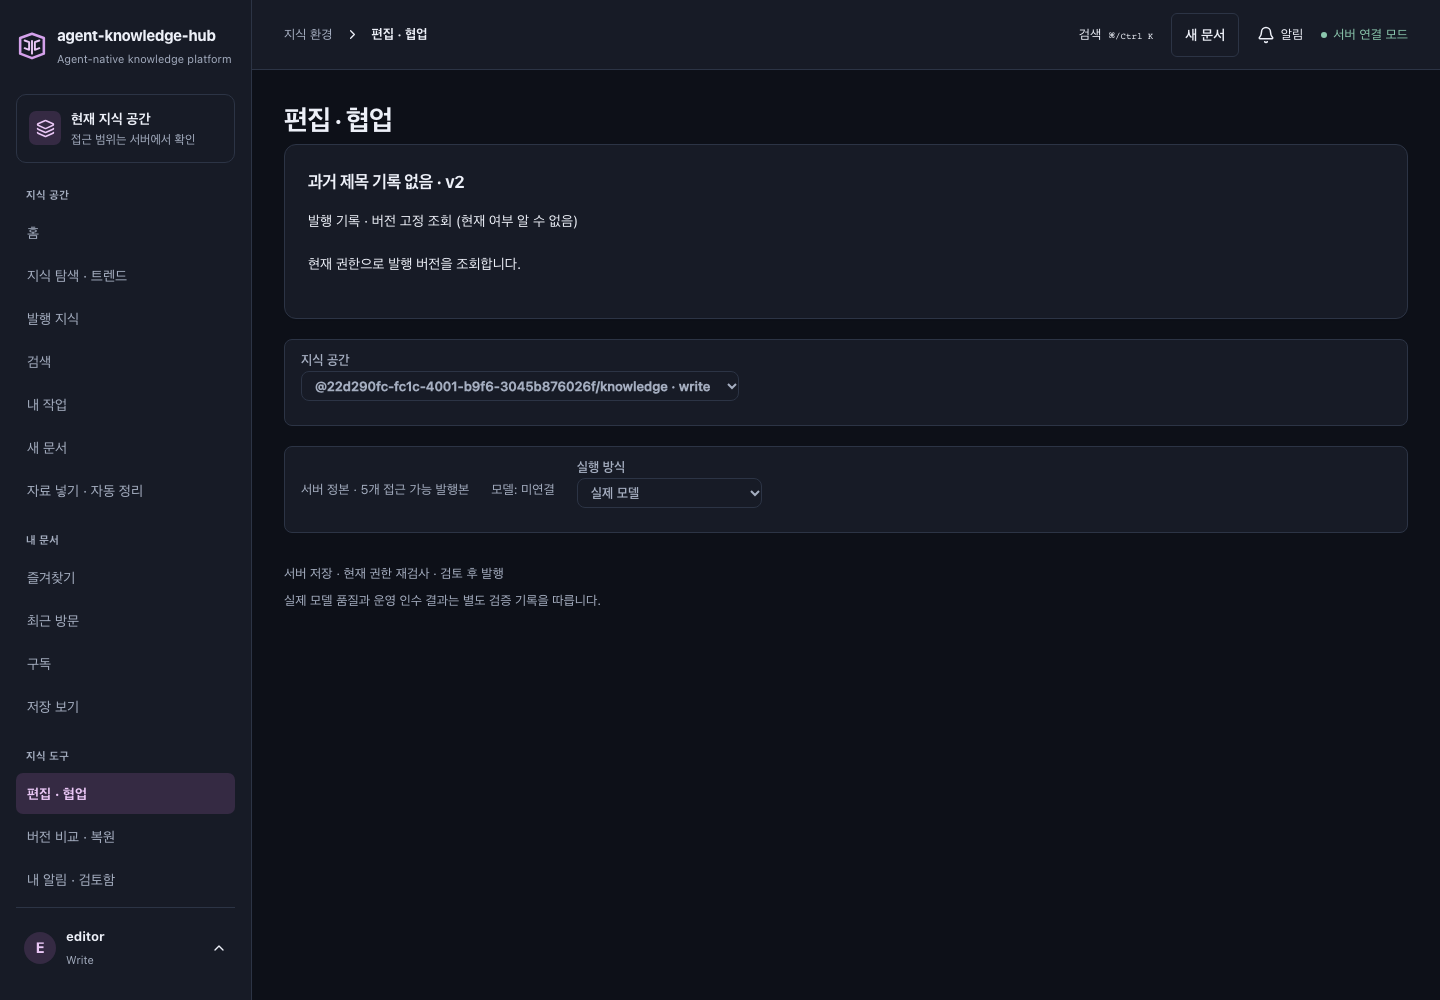 agent-knowledge-hub
Agent-native knowledge platform
현재 지식 공간
접근 범위는 서버에서 확인
지식 공간
홈
지식 탐색 · 트렌드
발행 지식
검색
내 작업
새 문서
자료 넣기 · 자동 정리
내 문서
즐겨찾기
최근 방문
구독
저장 보기
지식 도구
편집 · 협업
버전 비교 · 복원
내 알림 · 검토함
E
editor
Write
지식 환경 > 편집 · 협업
검색 ⌘/Ctrl K
새 문서
알림
서버 연결 모드
편집 · 협업
과거 제목 기록 없음 · v2
발행 기록 · 버전 고정 조회 (현재 여부 알 수 없음)
현재 권한으로 발행 버전을 조회합니다.
지식 공간
@22d290fc-fc1c-4001-b9f6-3045b876026f/knowledge · write
실행 방식
서버 정본 · 5개 접근 가능 발행본 모델: 미연결 실제 모델
서버 저장 · 현재 권한 재검사 · 검토 후 발행
실제 모델 품질과 운영 인수 결과는 별도 검증 기록을 따릅니다.